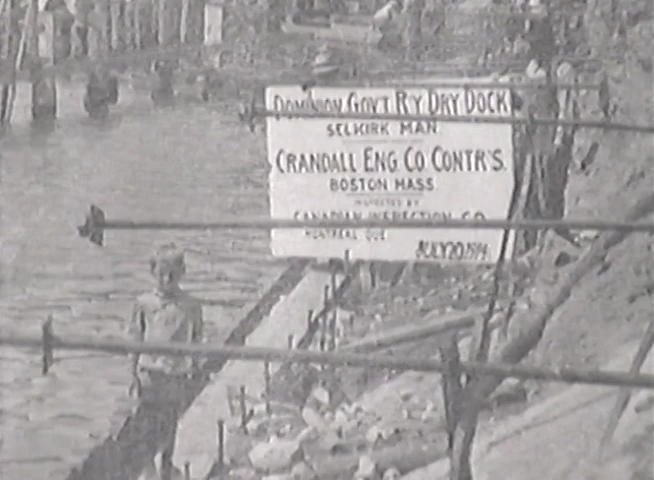 DOMINION GOVT RY DRY DOCK
SELKIRK MAN
CRANDALL ENG. CO CONTR'S.
BOSTON MASS.
INSPECTED BY
CANADIAN INSPECTION CO
MONTREAL QUE
JULY 20, 1914